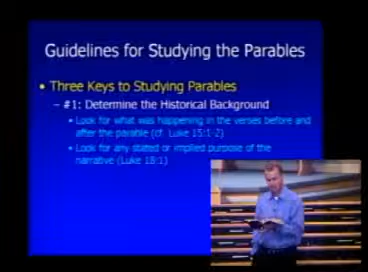 Guidelines for Studying the Parables
• Three Keys to Studying Parables
– #1: Determine the Historical Background
• Look for what was happening in the verses before and
after the parable (cf. Luke 15:1-2)
• Look for any stated or implied purpose of the
narrative (Luke 18:1)